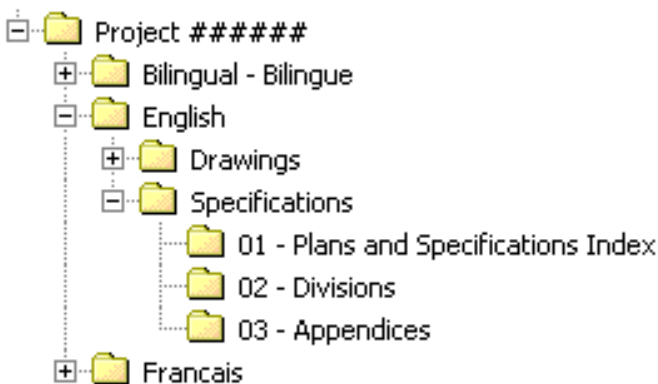 Project ######
Bilingual - Bilingue
English
Drawings
Specifications
01 - Plans and Specifications Index
02 - Divisions
03 - Appendices
Francais